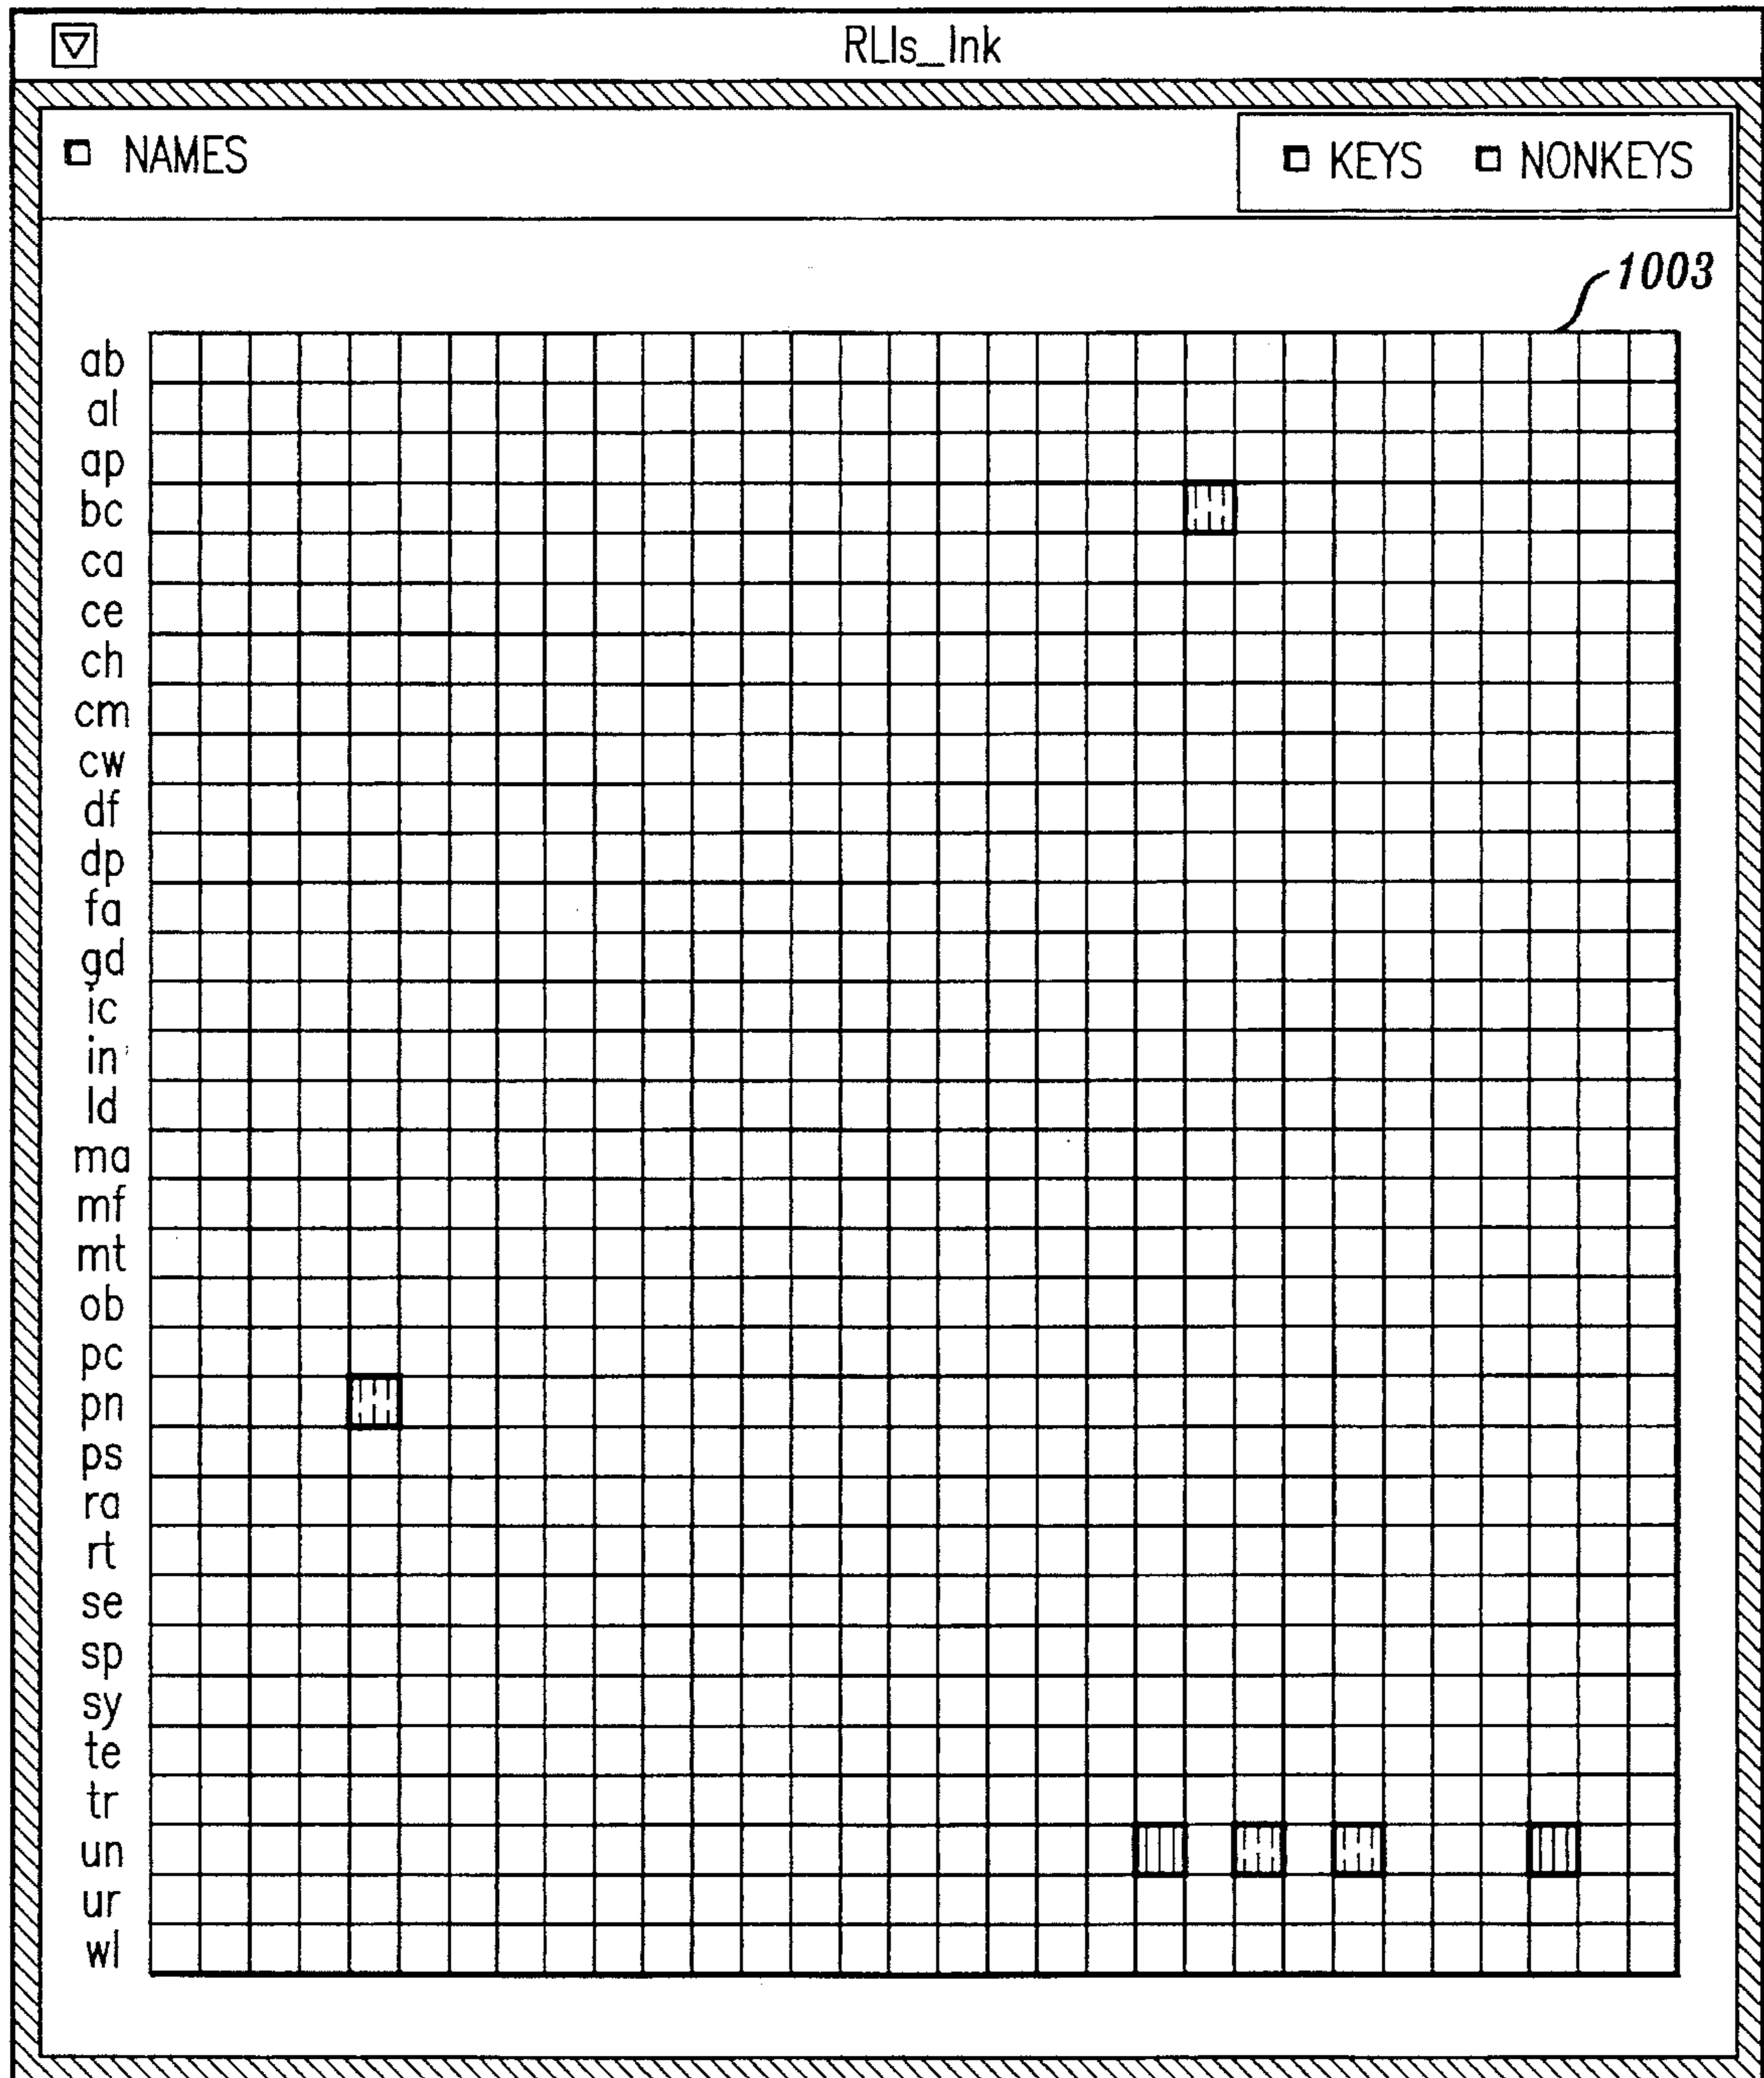 RLIs_Ink
NAMES KEYS NONKEYS
1003
ab
al
ap
bc
ca
ce
ch
cm
cw
df
dp
fa
gd
ic
in
ld
ma
mf
mt
ob
pc
pn
ps
ra
rt
se
sp
sy
te
tr
un
ur
wl